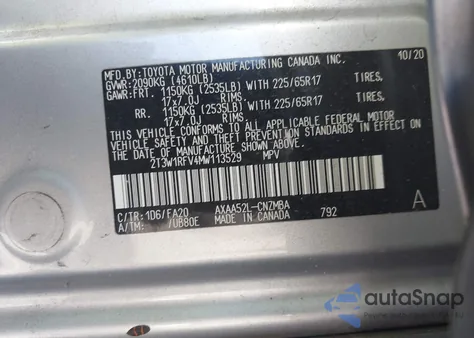 MFD. BY: TOYOTA MOTOR MANUFACTURING CANADA INC. 10/20
GVWR: 2090KG (4610LB)
GAWR: FRT. 1150KG (2535LB) WITH 225/65R17 TIRES,
17x7.0J RIMS
RR. 1150KG (2535LB) WITH 225/65R17 TIRES,
17x7.0J RIMS
THIS VEHICLE CONFORMS TO ALL APPLICABLE FEDERAL MOTOR
VEHICLE SAFETY AND THEFT PREVENTION STANDARDS IN EFFECT
ON THE DATE OF MANUFACTURE SHOWN ABOVE.
2T3W1RFV4MW113529 MPV
C/TR: 1D6/FA20 AXAA52L-CNZMBA A
A/TM: /UB80E MADE IN CANADA 792
autoSnap